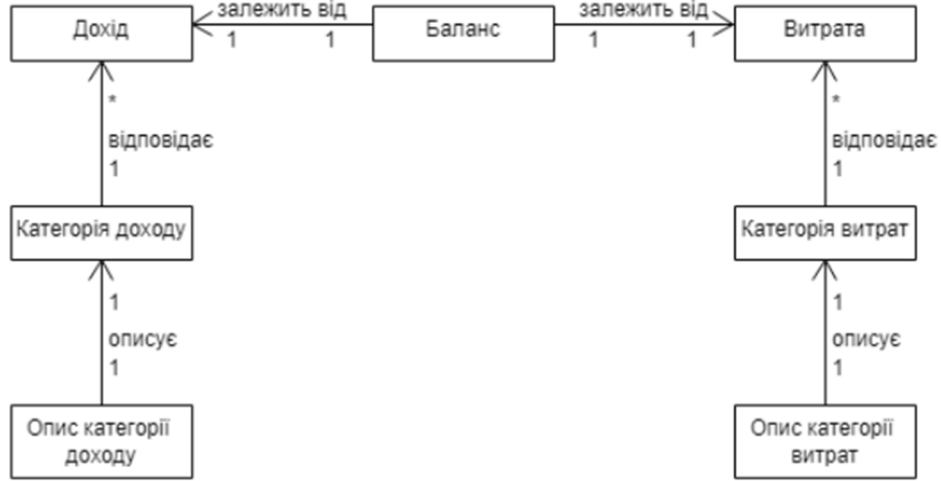 залежить від
залежить від
Дохід
Баланс
Витрата
1
1
1
1
*
*
відповідає
відповідає
1
1
Категорія доходу
Категорія витрат
1
1
описує
описує
1
1
Опис категорії
доходу
Опис категорії
витрат